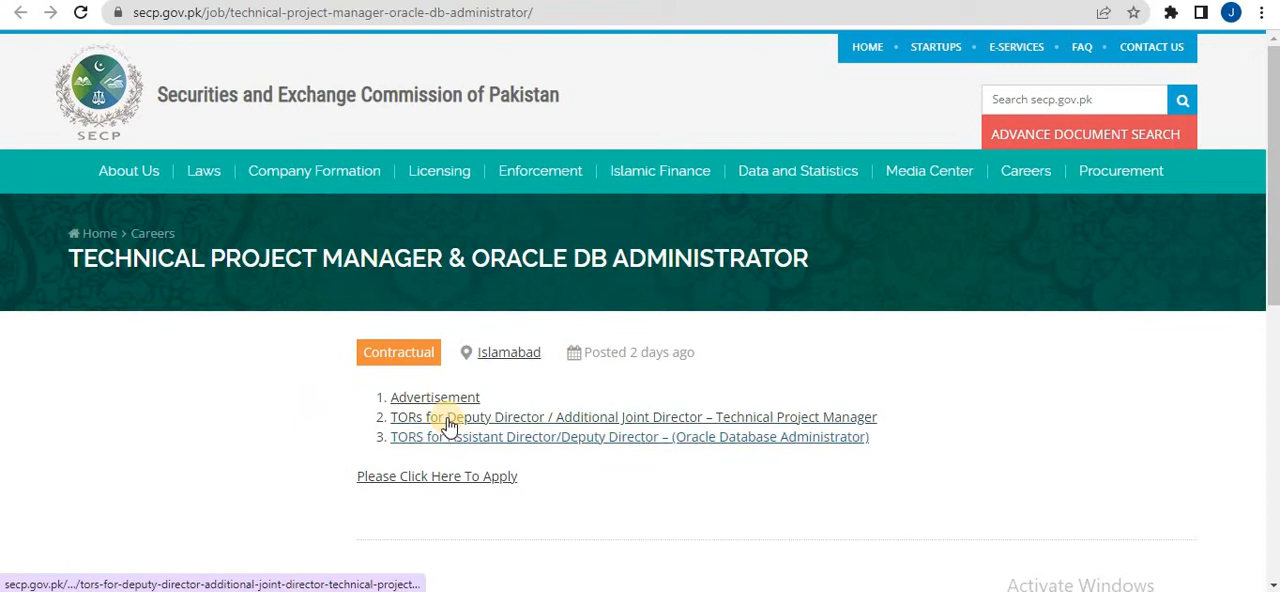 secp.gov.pk/job/technical-project-manager-oracle-db-administrator/
J
HOME • STARTUPS • E-SERVICES • FAQ • CONTACT US
SECP
Securities and Exchange Commission of Pakistan
Search secp.gov.pk
ADVANCE DOCUMENT SEARCH
About Us | Laws | Company Formation | Licensing | Enforcement | Islamic Finance | Data and Statistics | Media Center | Careers | Procurement
Home > Careers
TECHNICAL PROJECT MANAGER & ORACLE DB ADMINISTRATOR
Contractual Islamabad Posted 2 days ago
1. Advertisement
2. TORs for Deputy Director / Additional Joint Director – Technical Project Manager
3. TORS for Assistant Director/Deputy Director – (Oracle Database Administrator)
Please Click Here To Apply
secp.gov.pk/.../tors-for-deputy-director-additional-joint-director-technical-project...
Activate Windows